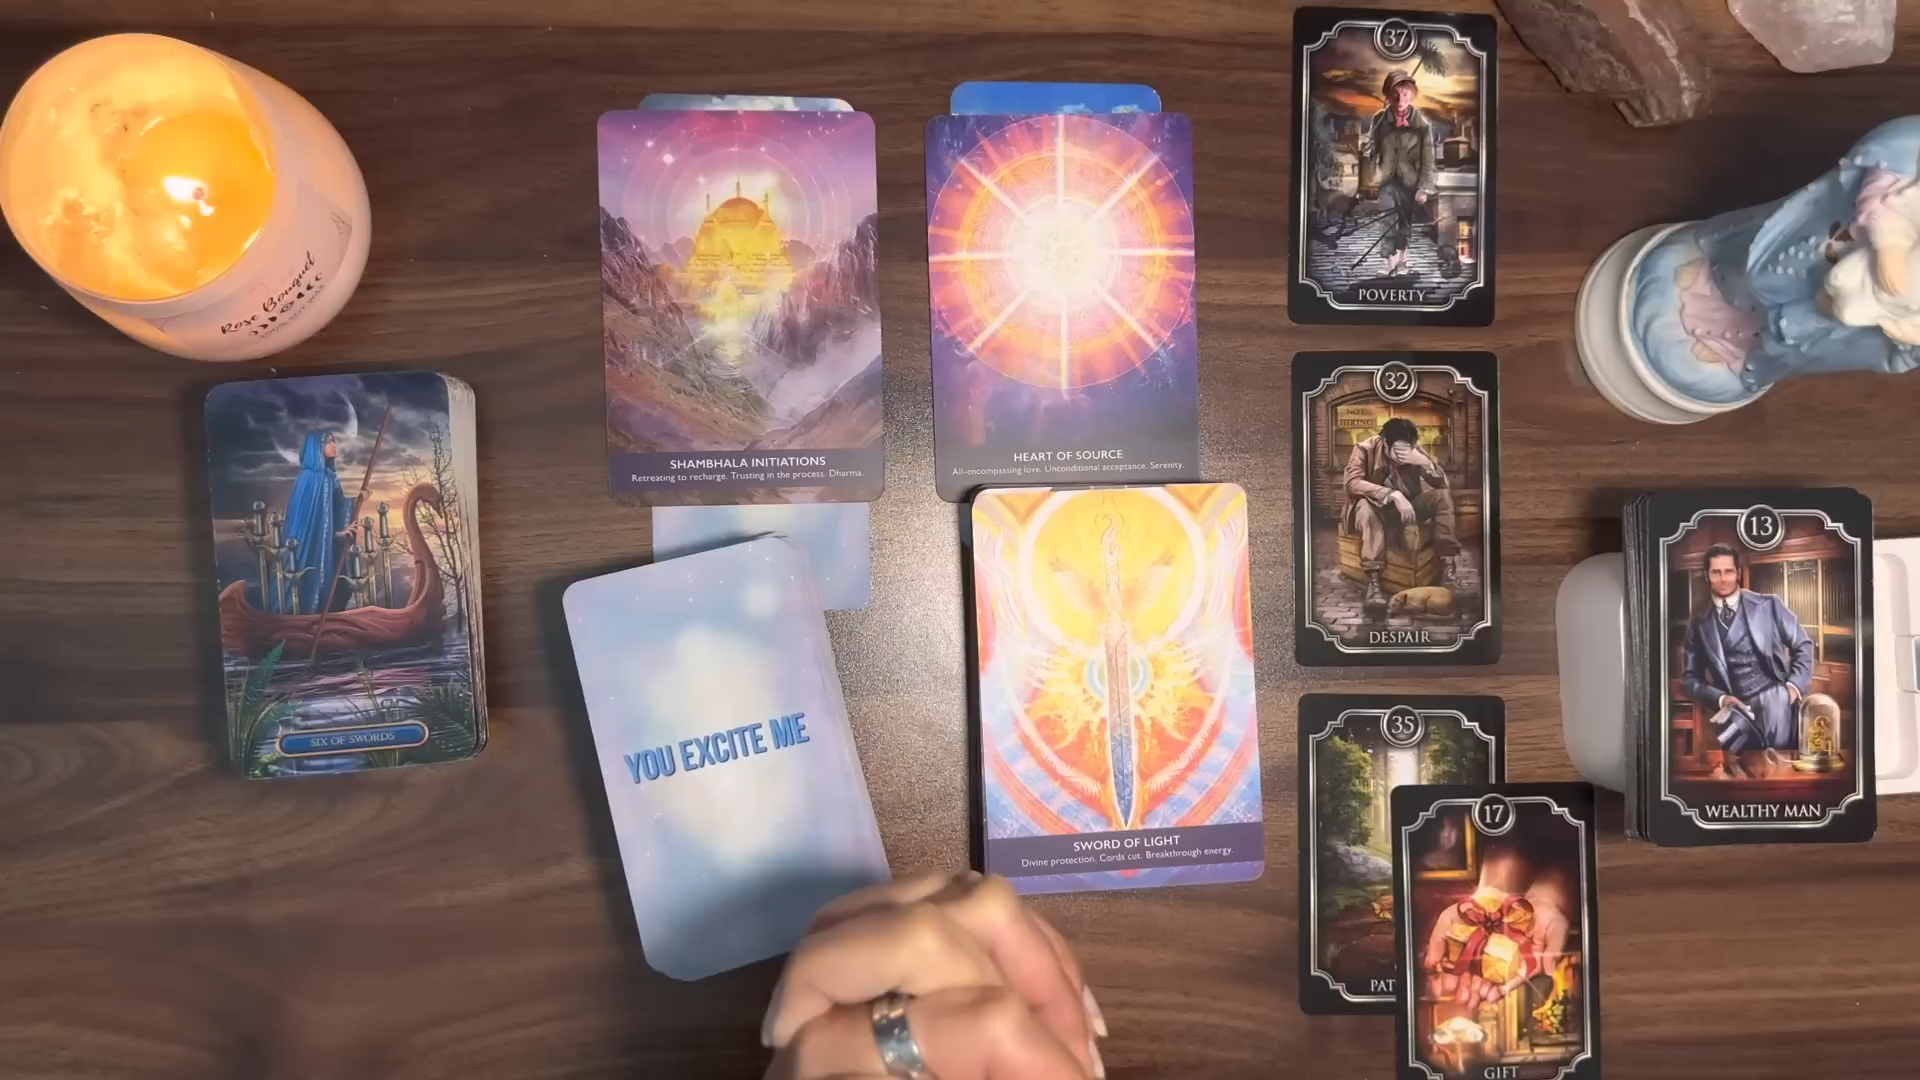 Rose Bouquet
SIX OF SWORDS
SHAMBHALA INITIATIONS
Retreating to recharge. Trusting in the process. Dharma.
HEART OF SOURCE
All-encompassing love. Unconditional acceptance. Serenity.
YOU EXCITE ME
SWORD OF LIGHT
Divine protection. Cords cut. Breakthrough energy.
37
POVERTY
32
NOT
HIRING
DESPAIR
35
PAT
17
GIFT
13
WEALTHY MAN